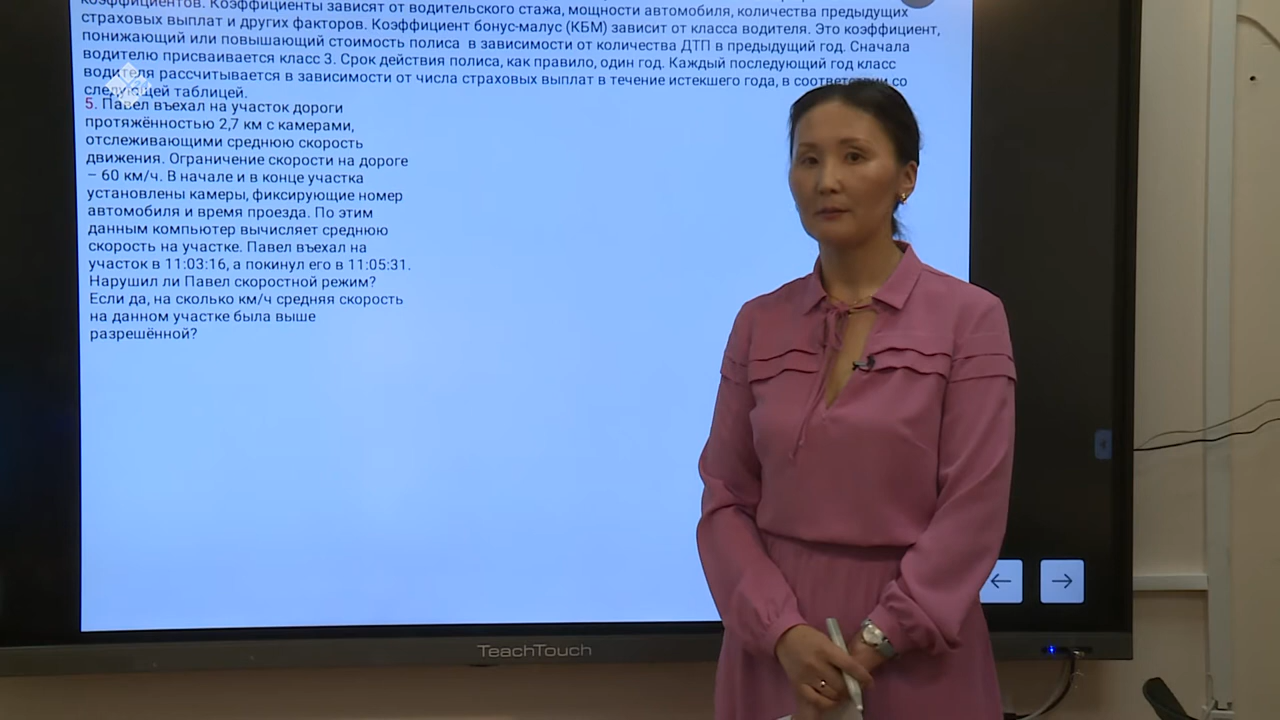 коэффициентов. Коэффициенты зависят от водительского стажа, мощности автомобиля, количества предыдущих
страховых выплат и других факторов. Коэффициент бонус-малус (КБМ) зависит от класса водителя. Это коэффициент,
понижающий или повышающий стоимость полиса в зависимости от количества ДТП в предыдущий год. Сначала
водителю присваивается класс 3. Срок действия полиса, как правило, один год. Каждый последующий год класс
водителя рассчитывается в зависимости от числа страховых выплат в течение истекшего года, в соответствии со
следующей таблицей.
5. Павел въехал на участок дороги
протяжённостью 2,7 км с камерами,
отслеживающими среднюю скорость
движения. Ограничение скорости на дороге
– 60 км/ч. В начале и в конце участка
установлены камеры, фиксирующие номер
автомобиля и время проезда. По этим
данным компьютер вычисляет среднюю
скорость на участке. Павел въехал на
участок в 11:03:16, а покинул его в 11:05:31.
Нарушил ли Павел скоростной режим?
Если да, на сколько км/ч средняя скорость
на данном участке была выше
разрешённой?
TeachTouch